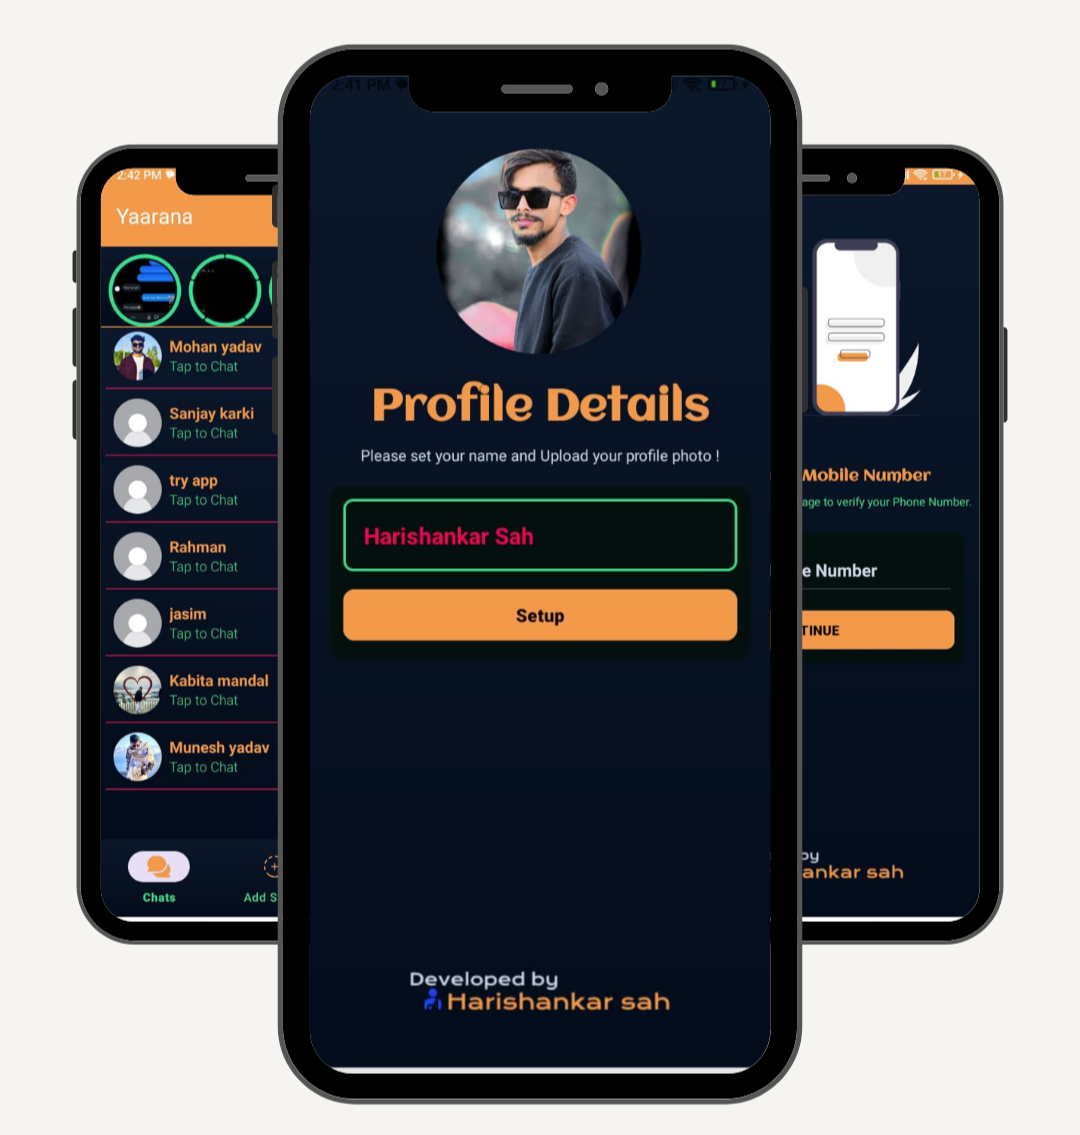 2:42 PM
Yaarana
Mohan yadav
Tap to Chat
Sanjay karki
Tap to Chat
try app
Tap to Chat
Rahman
Tap to Chat
jasim
Tap to Chat
Kabita mandal
Tap to Chat
Munesh yadav
Tap to Chat
Chats
Add S
2:41 PM
Profile Details
Please set your name and Upload your profile photo !
Harishankar Sah
Setup
Developed by
Harishankar sah
17
Mobile Number
age to verify your Phone Number.
e Number
TINUE
by
ankar sah